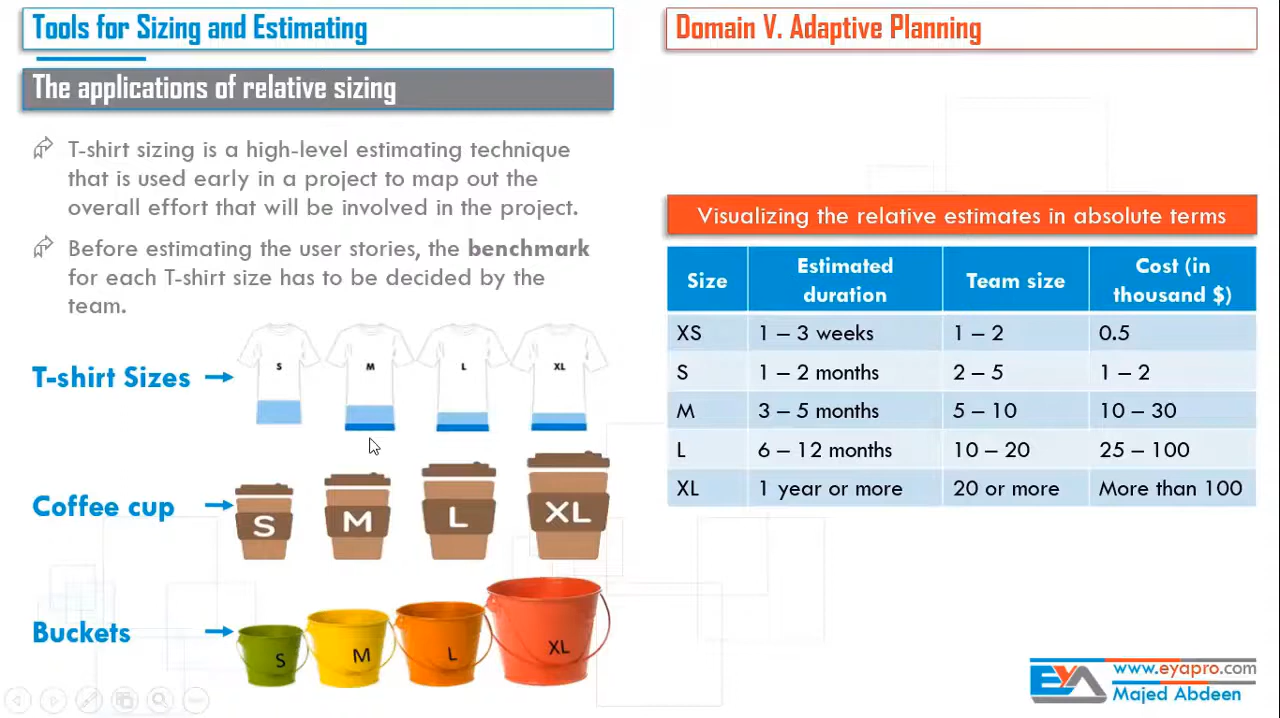 Tools for Sizing and Estimating
Domain V. Adaptive Planning
The applications of relative sizing
T-shirt sizing is a high-level estimating technique
that is used early in a project to map out the
overall effort that will be involved in the project.
Before estimating the user stories, the benchmark
for each T-shirt size has to be decided by the
team.
T-shirt Sizes
S M L XL
Coffee cup
S M L XL
Buckets
S M L XL
Visualizing the relative estimates in absolute terms
Size Estimated duration Team size Cost (in thousand $)
XS 1 – 3 weeks 1 – 2 0.5
S 1 – 2 months 2 – 5 1 – 2
M 3 – 5 months 5 – 10 10 – 30
L 6 – 12 months 10 – 20 25 – 100
XL 1 year or more 20 or more More than 100
EYA
www.eyapro.com
Majed Abdeen